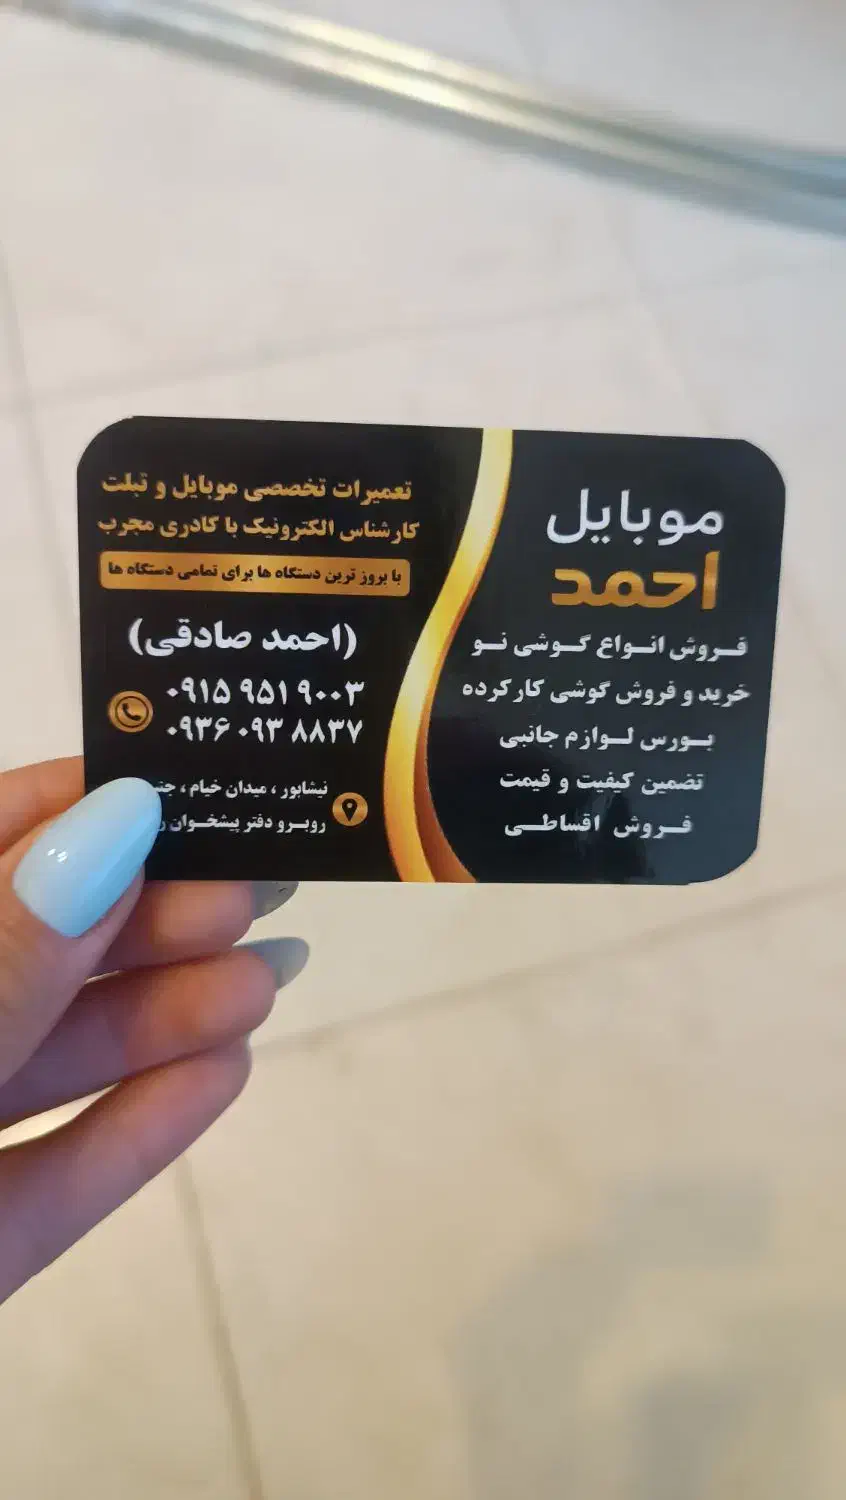 موبایل
احمد
فروش انواع گوشی نو
خرید و فروش گوشی کارکرده
بورس لوازم جانبی
تضمین کیفیت و قیمت
فروش اقساطی
تعمیرات تخصصی موبایل و تبلت
کارشناس الکترونیک با کادری مجرب
با بروز ترین دستگاه ها برای تمامی دستگاه ها
(احمد صادقی)
۰۹۱۵ ۹۵۱ ۹۰۰۳
۰۹۳۶ ۰۹۳ ۸۸۳۷
نیشابور ، میدان خیام ،
روبرو دفتر پیشخوان